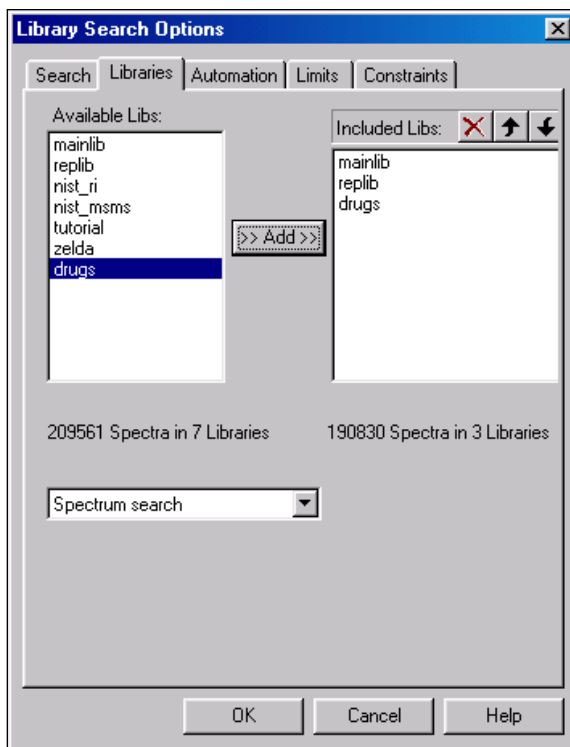 Library Search Options
Search Libraries Automation Limits Constraints
Available Libs:
mainlib
replib
nist_ri
nist_msms
tutorial
zelda
drugs
>> Add >>
Included Libs:
mainlib
replib
drugs
209561 Spectra in 7 Libraries
190830 Spectra in 3 Libraries
Spectrum search
OK Cancel Help